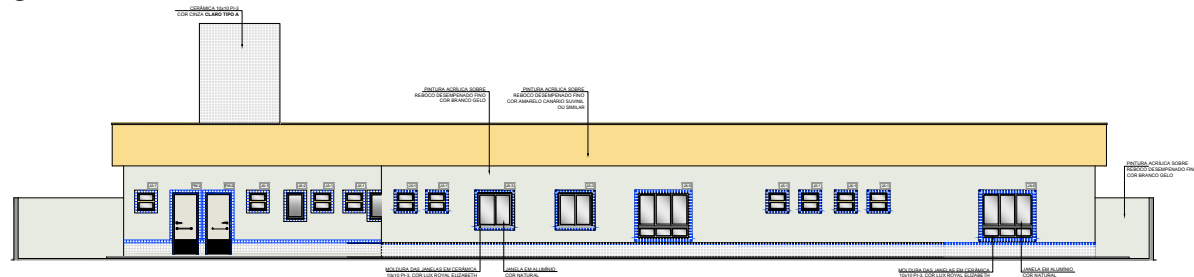 CERÂMICA 10x10 PI-3
COR CINZA CLARO TIPO A
PINTURA ACRÍLICA SOBRE
REBOCO DESEMPENADO FINO
COR BRANCO GELO
PINTURA ACRÍLICA SOBRE
REBOCO DESEMPENADO FINO
COR AMARELO CANÁRIO SUVINIL
OU SIMILAR
PINTURA ACRÍLICA SOBRE
REBOCO DESEMPENADO FINO
COR BRANCO GELO
MOLDURA DAS JANELAS EM CERÂMICA
10x10 PI-3, COR LUX ROYAL ELIZABETH
JANELA EM ALUMÍNIO
COR NATURAL
MOLDURA DAS JANELAS EM CERÂMICA
10x10 PI-3, COR LUX ROYAL ELIZABETH
JANELA EM ALUMÍNIO
COR NATURAL